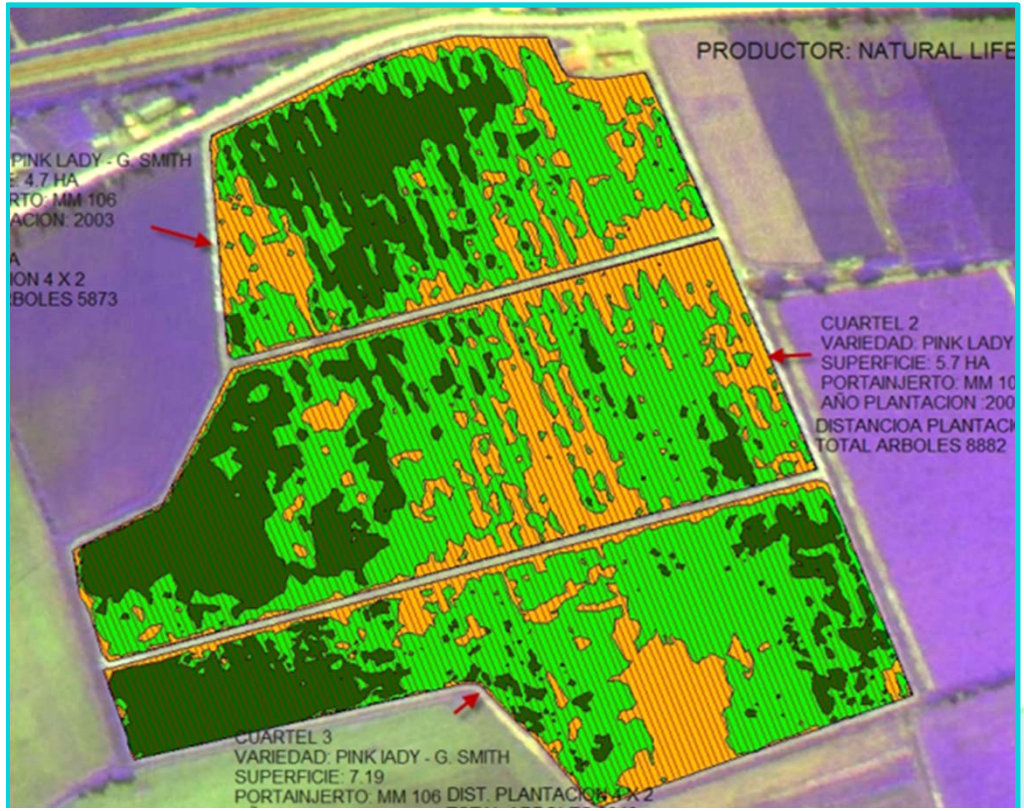 PRODUCTOR: NATURAL LIFE
PINK LADY - G. SMITH
: 4.7 HA
RTO: MM 106
ACION: 2003
A
ION 4 X 2
RBOLES 5873
CUARTEL 2
VARIEDAD: PINK LADY
SUPERFICIE: 5.7 HA
PORTAINJERTO: MM 10
AÑO PLANTACION :200
DISTANCIOA PLANTACI
TOTAL ARBOLES 8882
CUARTEL 3
VARIEDAD: PINK lADY - G. SMITH
SUPERFICIE: 7.19
PORTAINJERTO: MM 106 DIST. PLANTACION 4 X 2